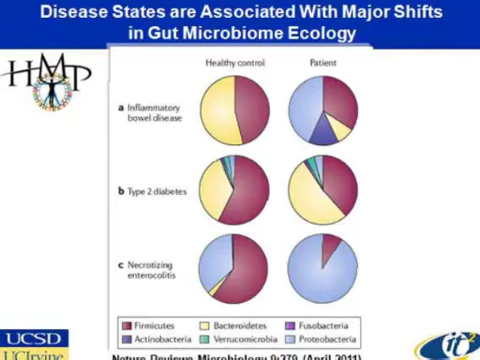 Disease States are Associated With Major Shifts
in Gut Microbiome Ecology
HMP
Healthy control
Patient
a Inflammatory
bowel disease
b Type 2 diabetes
c Necrotizing
enterocolitis
Firmicutes
Bacteroidetes
Fusobacteria
Actinobacteria
Verrucomicrobia
Proteobacteria
UCSD
UCIrvine
Nature Reviews Microbiology 9:279 (April 2011)
it2